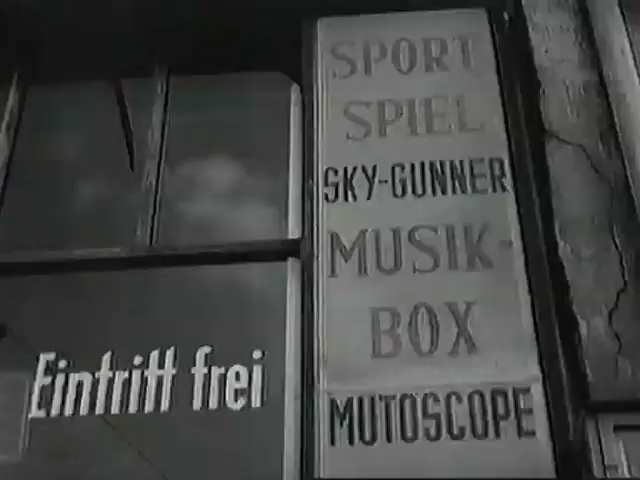 SPORT
SPIEL
SKY-GUNNER
MUSIK-
BOX
MUTOSCOPE
Eintritt frei